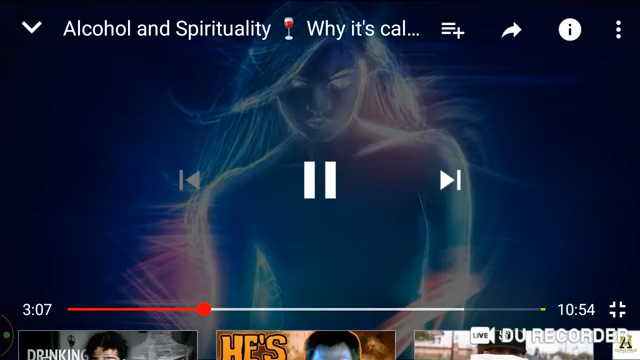 Alcohol and Spirituality 🍷 Why it's cal...
3:07
10:54
LIVE
DU RECORDER
DRINKING
HE'S